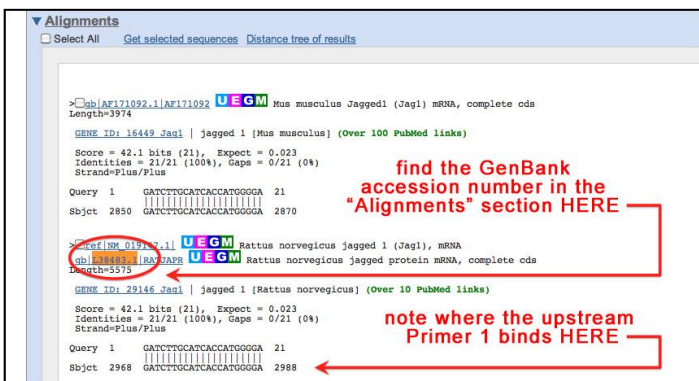 ▼ Alignments
Select All Get selected sequences Distance tree of results
>gb|AF171092.1|AF171092 UEGM Mus musculus Jagged1 (Jag1) mRNA, complete cds
Length=3974
GENE ID: 16449 Jag1 | jagged 1 [Mus musculus] (Over 100 PubMed links)
Score = 42.1 bits (21), Expect = 0.023
Identities = 21/21 (100%), Gaps = 0/21 (0%)
Strand=Plus/Plus
Query 1 GATCTTGCATCACCATGGGGA 21
|||||||||||||||||||||
Sbjct 2850 GATCTTGCATCACCATGGGGA 2870
find the GenBank
accession number in the
"Alignments" section HERE
>ref|NM_019147.1| UEGM Rattus norvegicus jagged 1 (Jag1), mRNA
gb|L38483.1|RATJAPR UEGM Rattus norvegicus jagged protein mRNA, complete cds
Length=5575
GENE ID: 29146 Jag1 | jagged 1 [Rattus norvegicus] (Over 10 PubMed links)
Score = 42.1 bits (21), Expect = 0.023
Identities = 21/21 (100%), Gaps = 0/21 (0%)
Strand=Plus/Plus
note where the upstream
Primer 1 binds HERE
Query 1 GATCTTGCATCACCATGGGGA 21
|||||||||||||||||||||
Sbjct 2968 GATCTTGCATCACCATGGGGA 2988